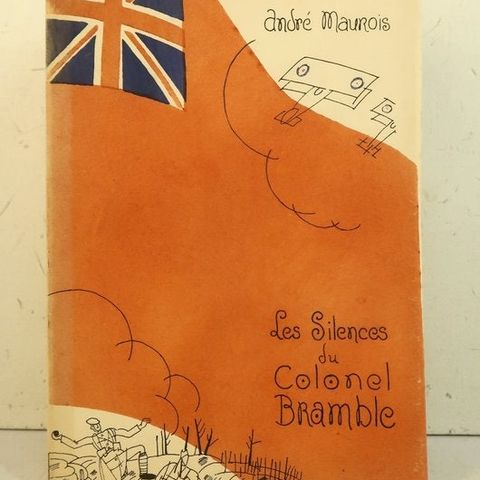 André Maurois
Les Silences
du
Colonel
Bramble